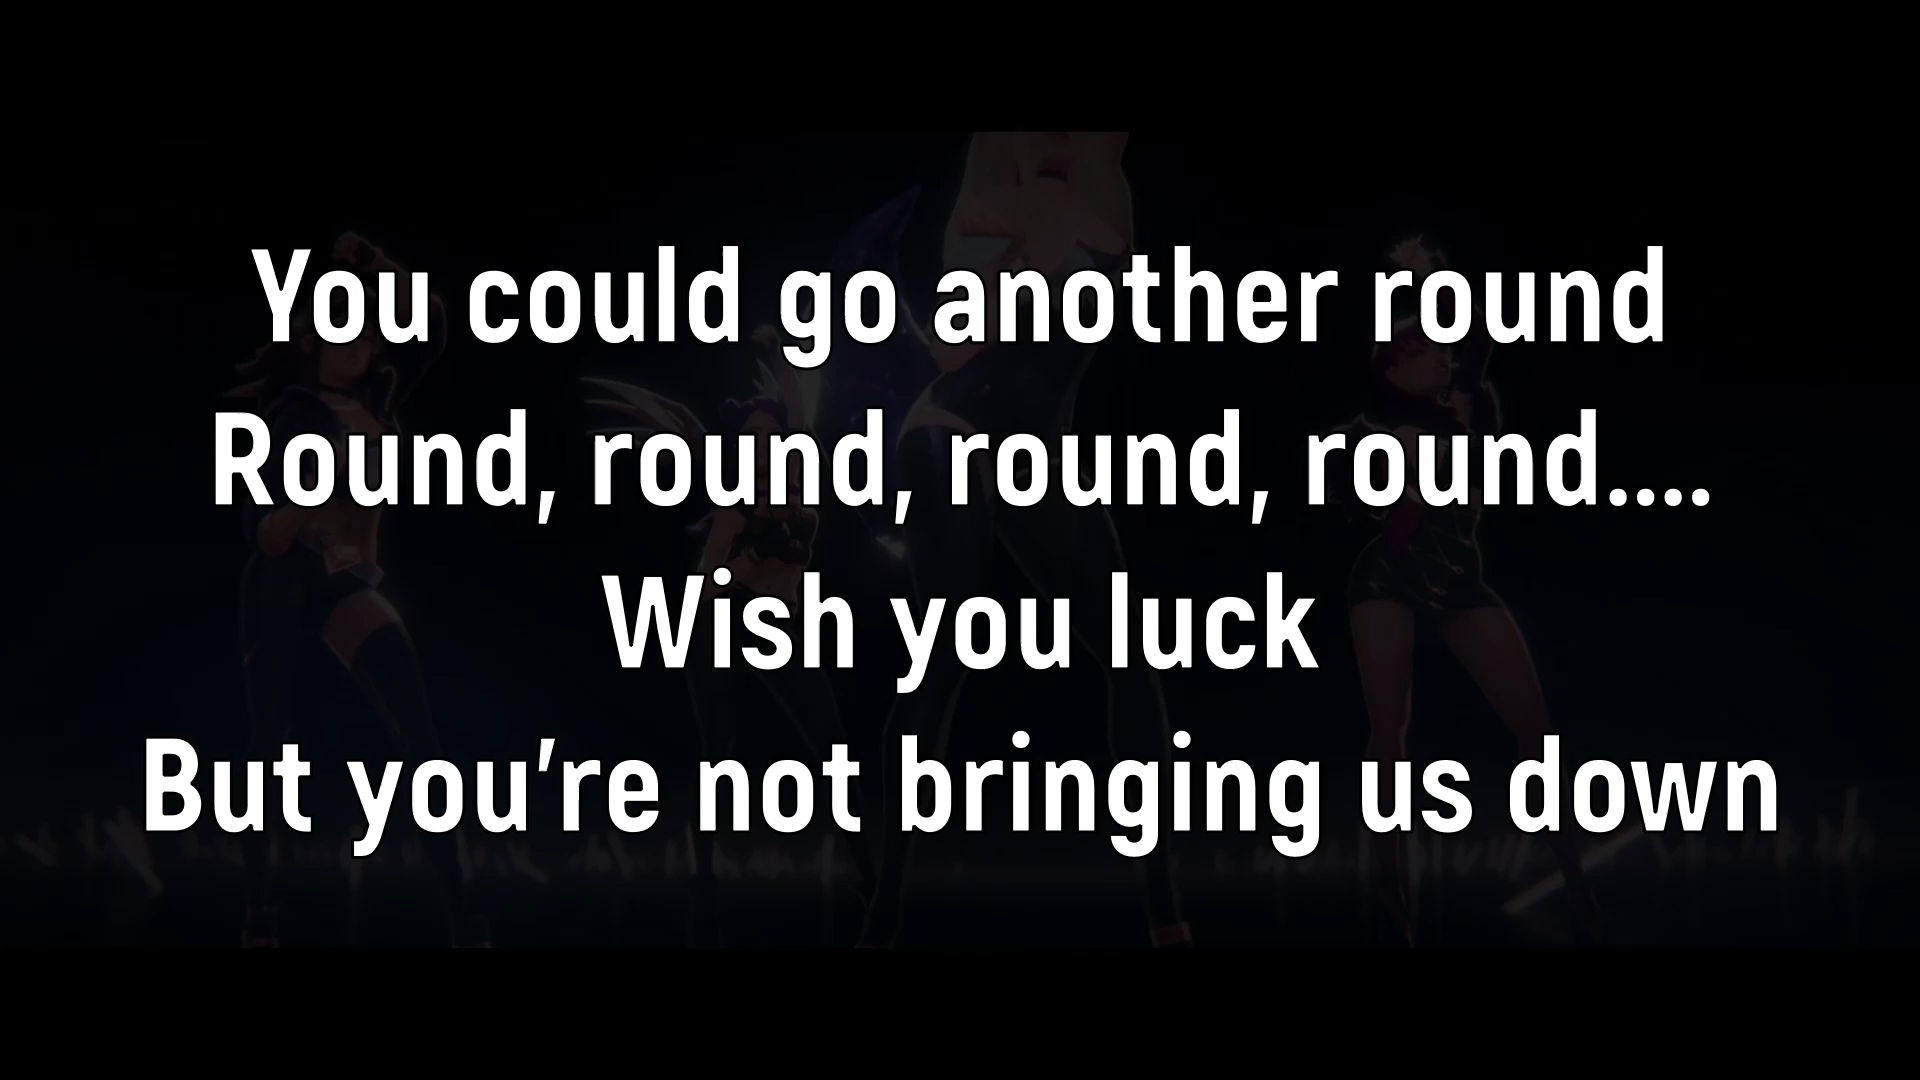 You could go another round
Round, round, round, round....
Wish you luck
But you're not bringing us down